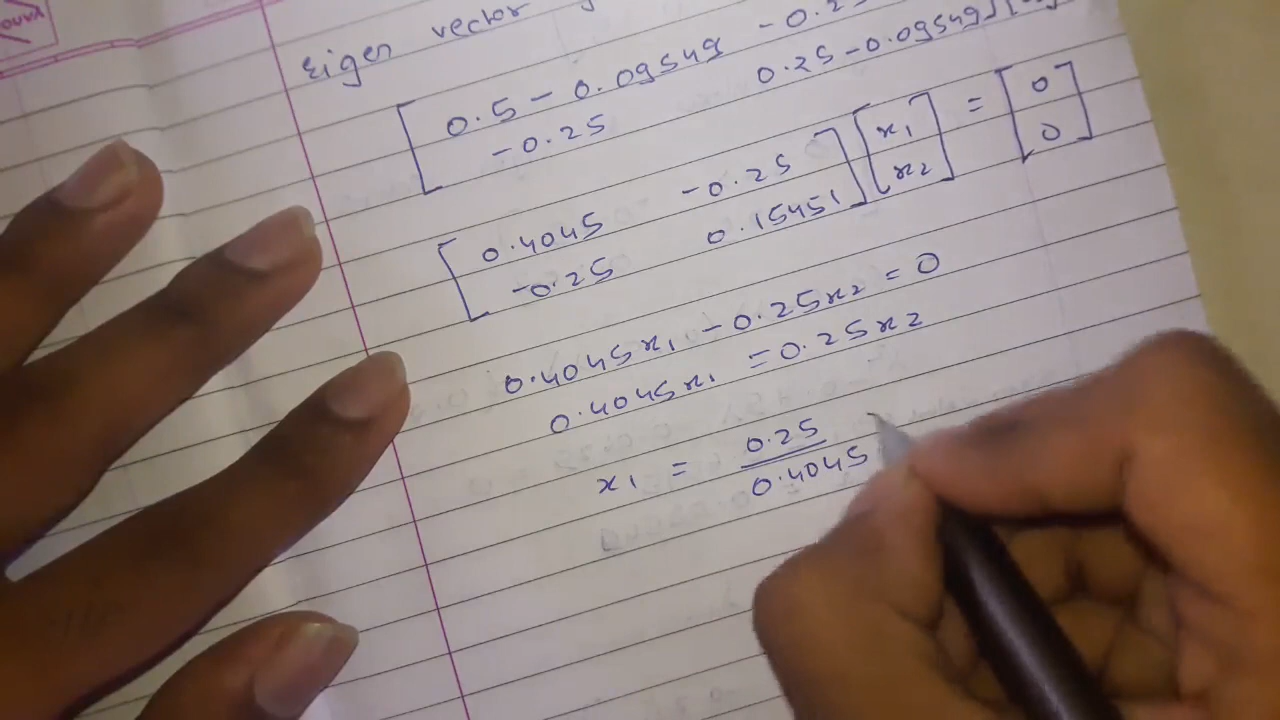 Eigen vector
[ 0.5 - 0.09549 - 0.2
-0.25 0.25 - 0.09549 ]
[ 0.4045 -0.25 ] [ x1 ] = [ 0 ]
-0.25 0.15451 x2 0
0.4045x1 - 0.25x2 = 0
0.4045x1 = 0.25x2
x1 = 0.25
0.4045